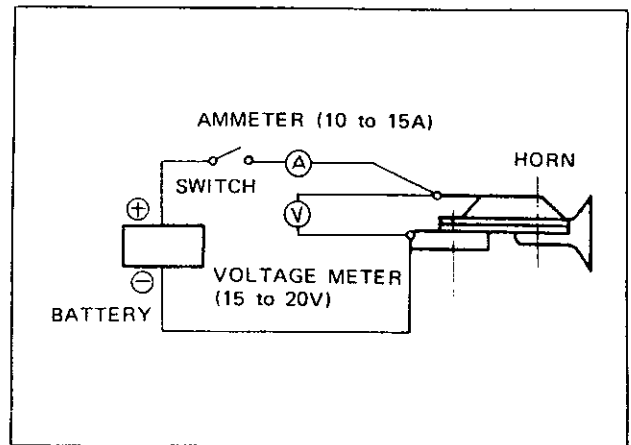 AMMETER (10 to 15A)
HORN
SWITCH
A
V
⊕
⊖
VOLTAGE METER
(15 to 20V)
BATTERY